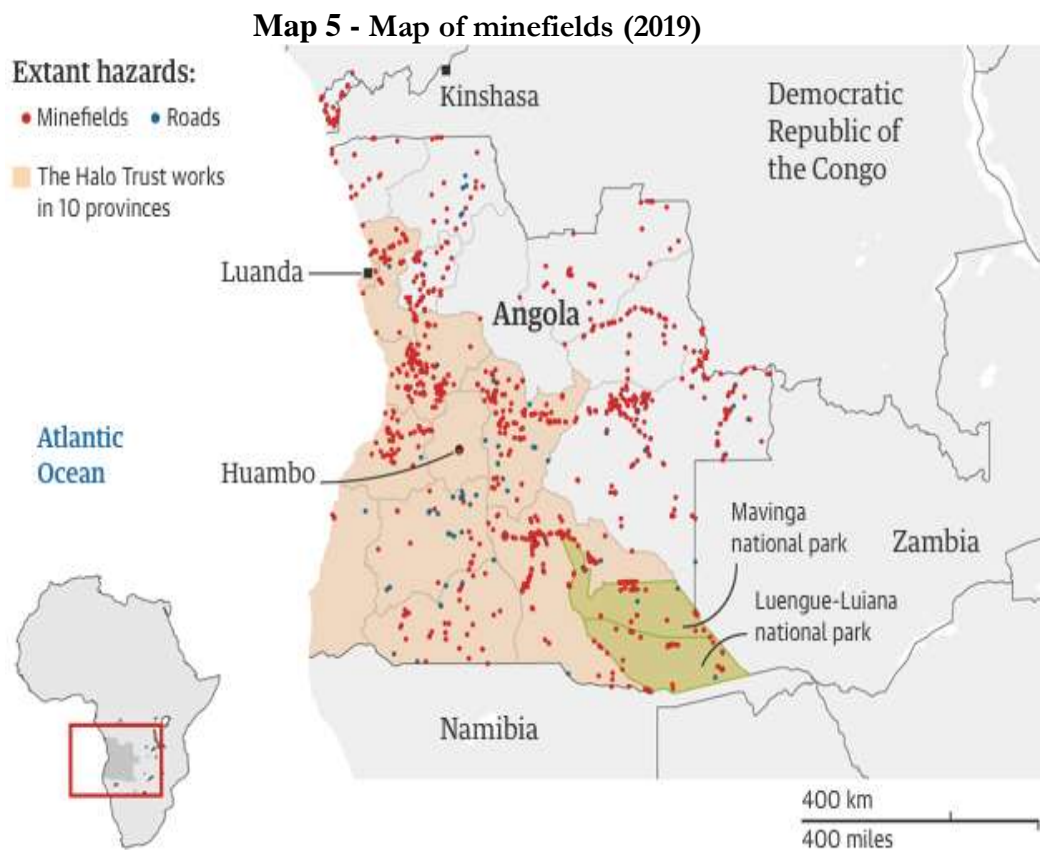 Map 5 - Map of minefields (2019)
Extant hazards:
Minefields
Roads
The Halo Trust works
in 10 provinces
Kinshasa
Democratic
Republic of
the Congo
Luanda
Angola
Atlantic
Ocean
Huambo
Mavinga
national park
Zambia
Luengue-Luiana
national park
Namibia
400 km
400 miles